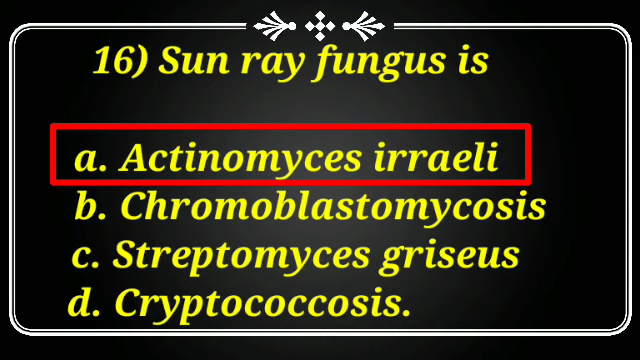 16) Sun ray fungus is
a. Actinomyces irraeli
b. Chromoblastomycosis
c. Streptomyces griseus
d. Cryptococcosis.